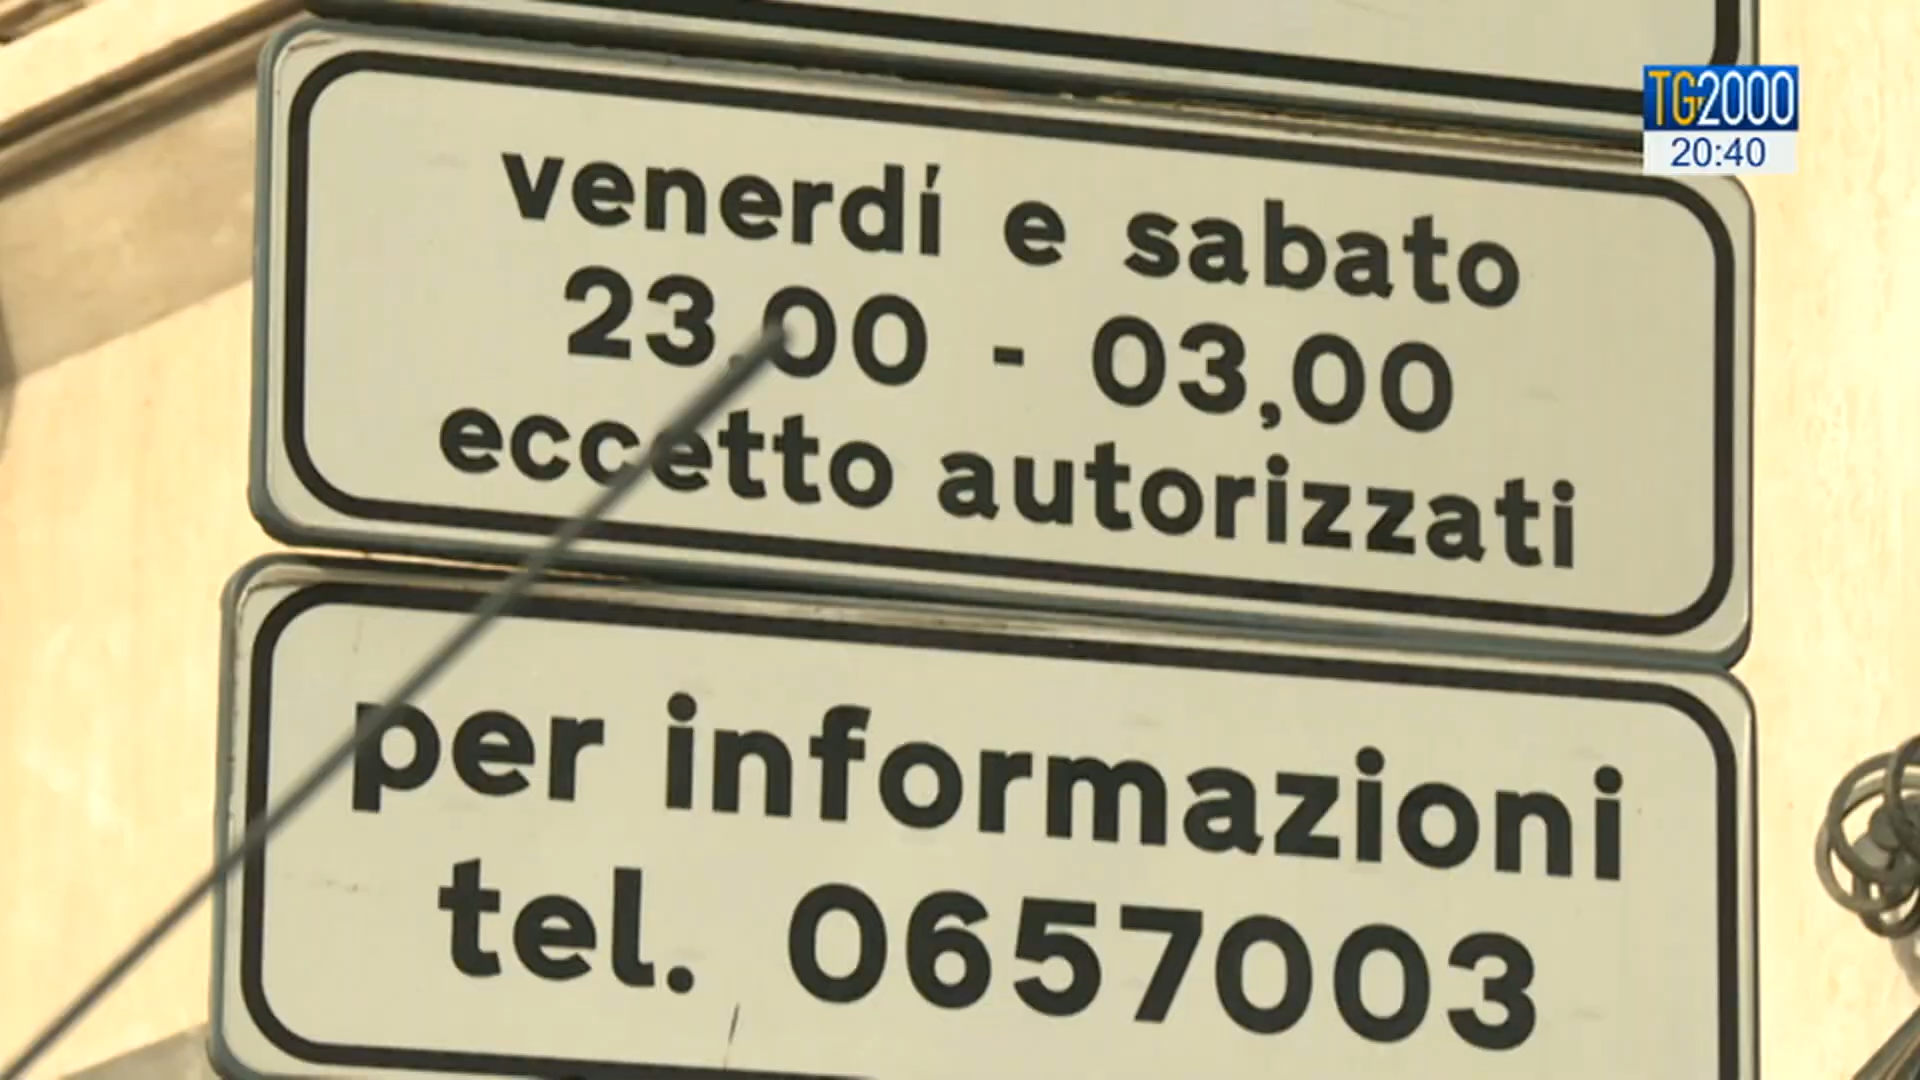 TG2000
20:40
venerdí e sabato
23,00 - 03,00
eccetto autorizzati
per informazioni
tel. 0657003